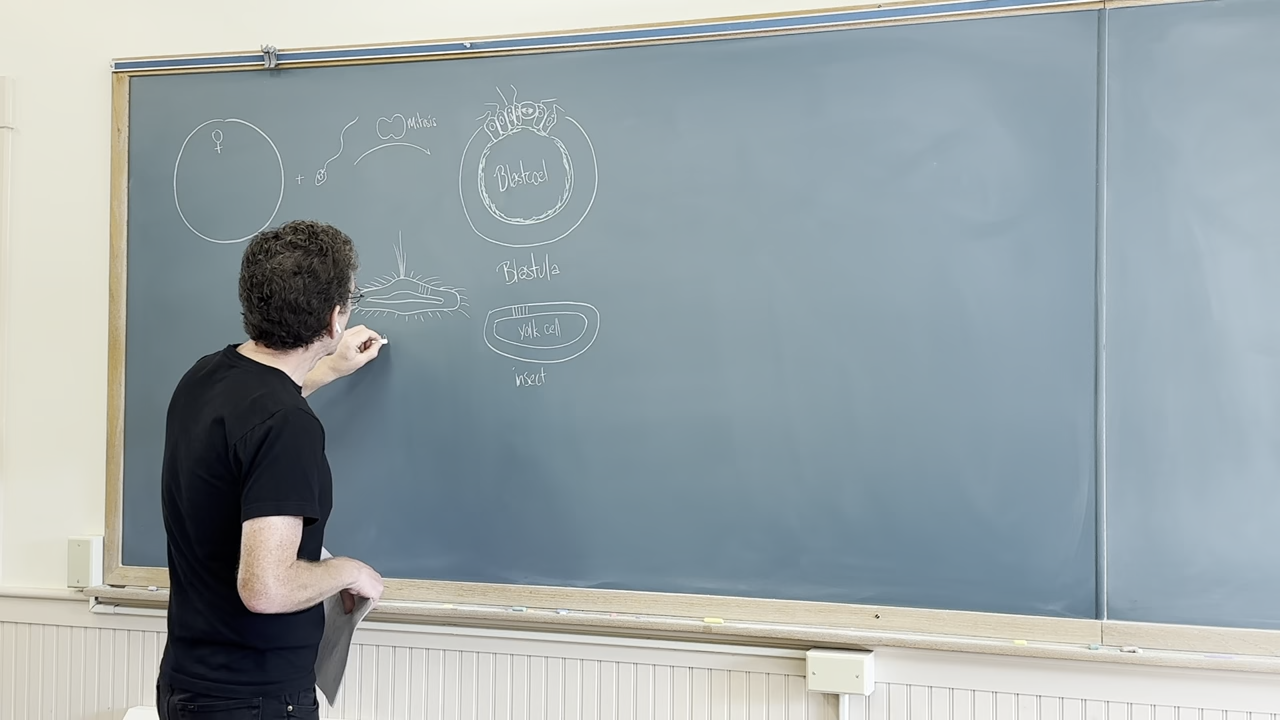 ♀
+
Mitosis
Blastcoel
Blastula
yolk cell
insect